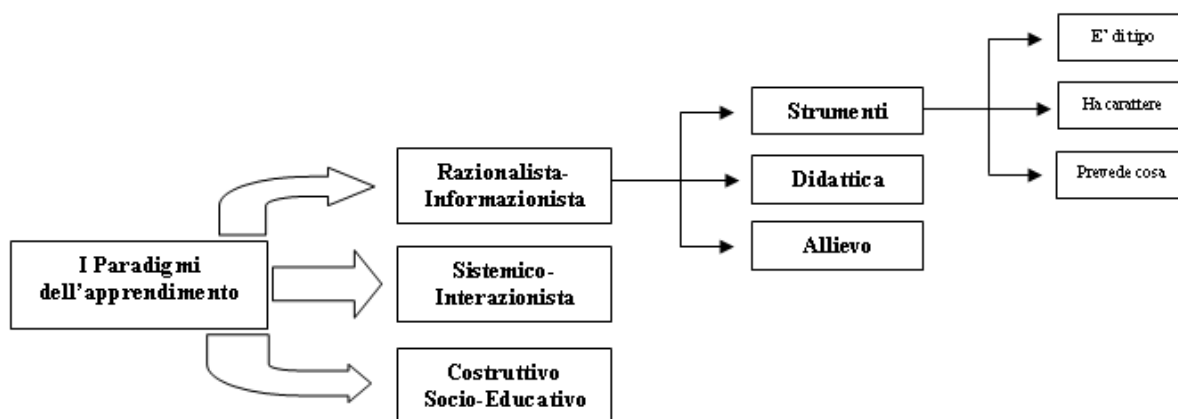 I Paradigmi
dell'apprendimento
Razionalista-
Informazionista
Sistemico-
Interazionista
Costruttivo
Socio-Educativo
Strumenti
Didattica
Allievo
E' di tipo
Ha carattere
Prevede cosa